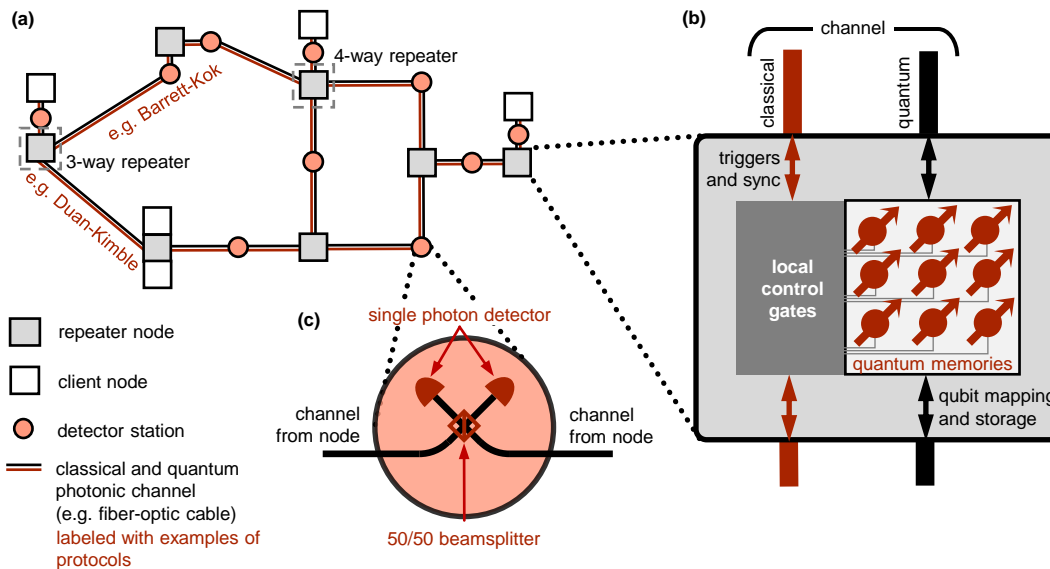 (a)
4-way repeater
e.g. Barrett-Kok
3-way repeater
e.g. Duan-Kimble
repeater node
client node
detector station
classical and quantum
photonic channel
(e.g. fiber-optic cable)
labeled with examples of
protocols
(c)
single photon detector
channel
from node
channel
from node
50/50 beamsplitter
(b)
channel
classical
quantum
triggers
and sync
local
control
gates
quantum memories
qubit mapping
and storage